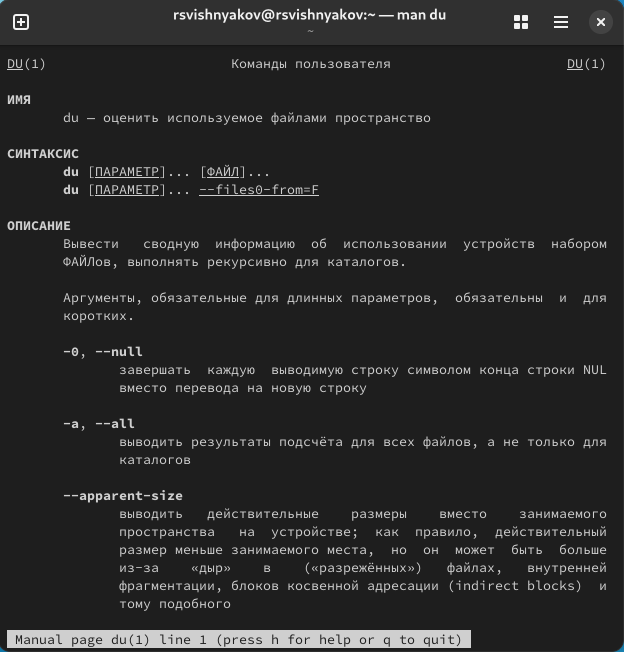 rsvishnyakov@rsvishnyakov:~ — man du
~
DU(1) Команды пользователя DU(1)
ИМЯ
du — оценить используемое файлами пространство
СИНТАКСИС
du [ПАРАМЕТР]... [ФАЙЛ]...
du [ПАРАМЕТР]... --files0-from=F
ОПИСАНИЕ
Вывести сводную информацию об использовании устройств набором
ФАЙЛов, выполнять рекурсивно для каталогов.
Аргументы, обязательные для длинных параметров, обязательны и для
коротких.
-0, --null
завершать каждую выводимую строку символом конца строки NUL
вместо перевода на новую строку
-a, --all
выводить результаты подсчёта для всех файлов, а не только для
каталогов
--apparent-size
выводить действительные размеры вместо занимаемого
пространства на устройстве; как правило, действительный
размер меньше занимаемого места, но он может быть больше
из-за «дыр» в («разрежённых») файлах, внутренней
фрагментации, блоков косвенной адресации (indirect blocks) и
тому подобного
Manual page du(1) line 1 (press h for help or q to quit)